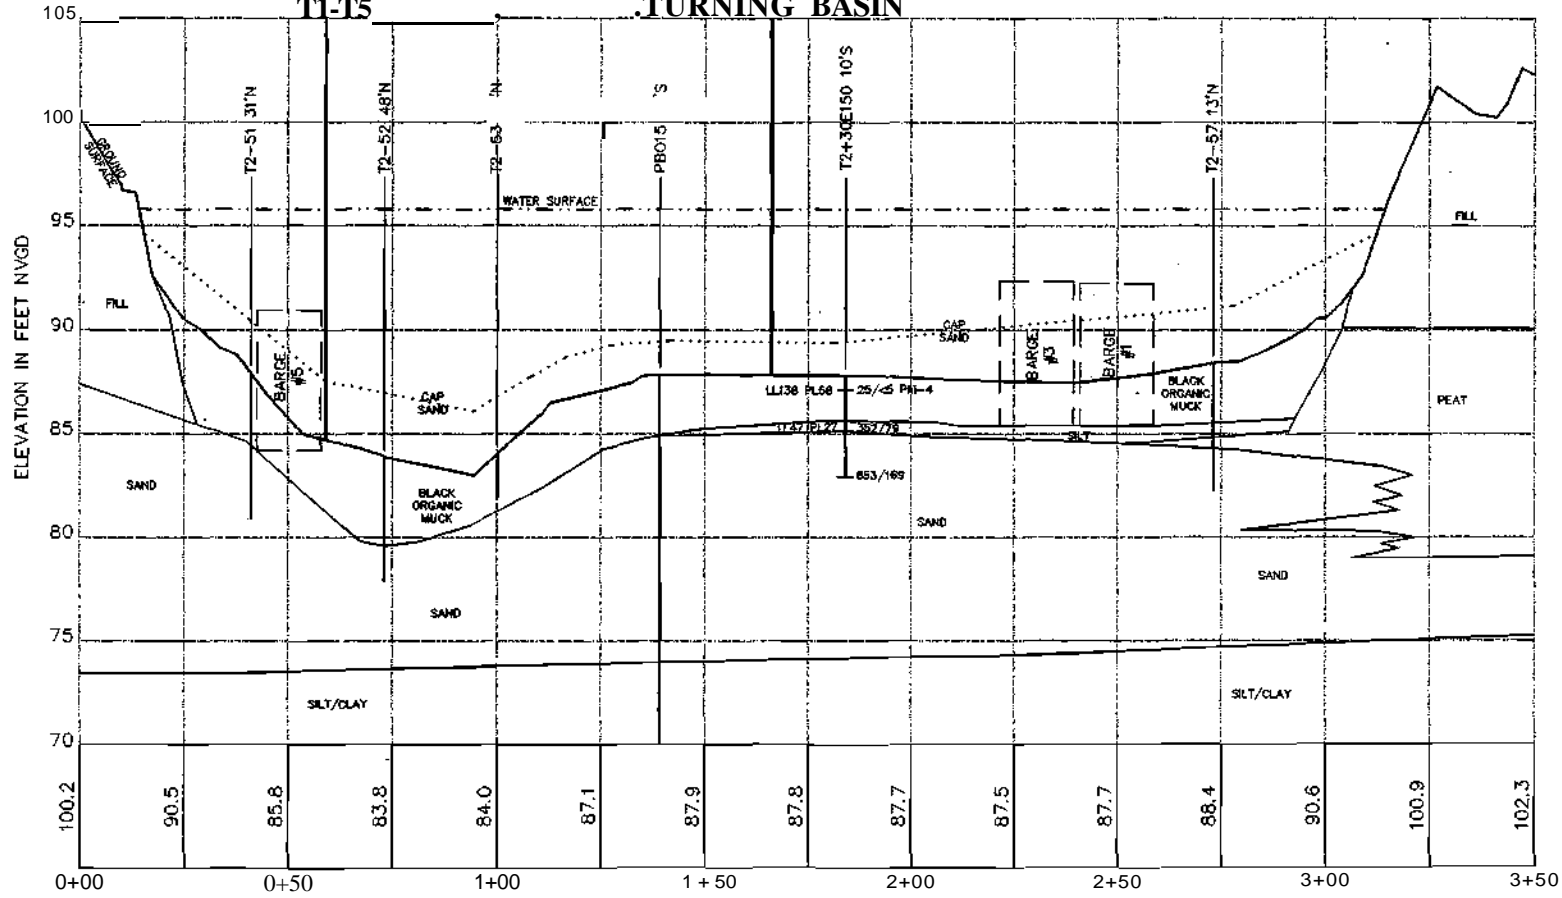 T1-T5 .TURNING BASIN
ELEVATION IN FEET NVGD
105
100
95
90
85
80
75
70
GROUND
SURFACE
T2-51 31'N
T2-52 48'N
T2-53 'N
PB015 'S
T2+30E150 10'S
T2-57 13'N
WATER SURFACE
FILL
FILL
BARGE
#5
CAP
SAND
CAP
SAND
BARGE
#3
BARGE
#1
BLACK
ORGANIC
MUCK
PEAT
LL138 PL68
25/<5 PHI-4
LL47 PL27
352/79
SILT
653/169
SAND
BLACK
ORGANIC
MUCK
SAND
SAND
SAND
SILT/CLAY
SILT/CLAY
100.2 90.5 85.8 83.8 84.0 87.1 87.9 87.8 87.7 87.5 87.7 88.4 90.6 100.9 102.3
0+00 0+50 1+00 1+50 2+00 2+50 3+00 3+50